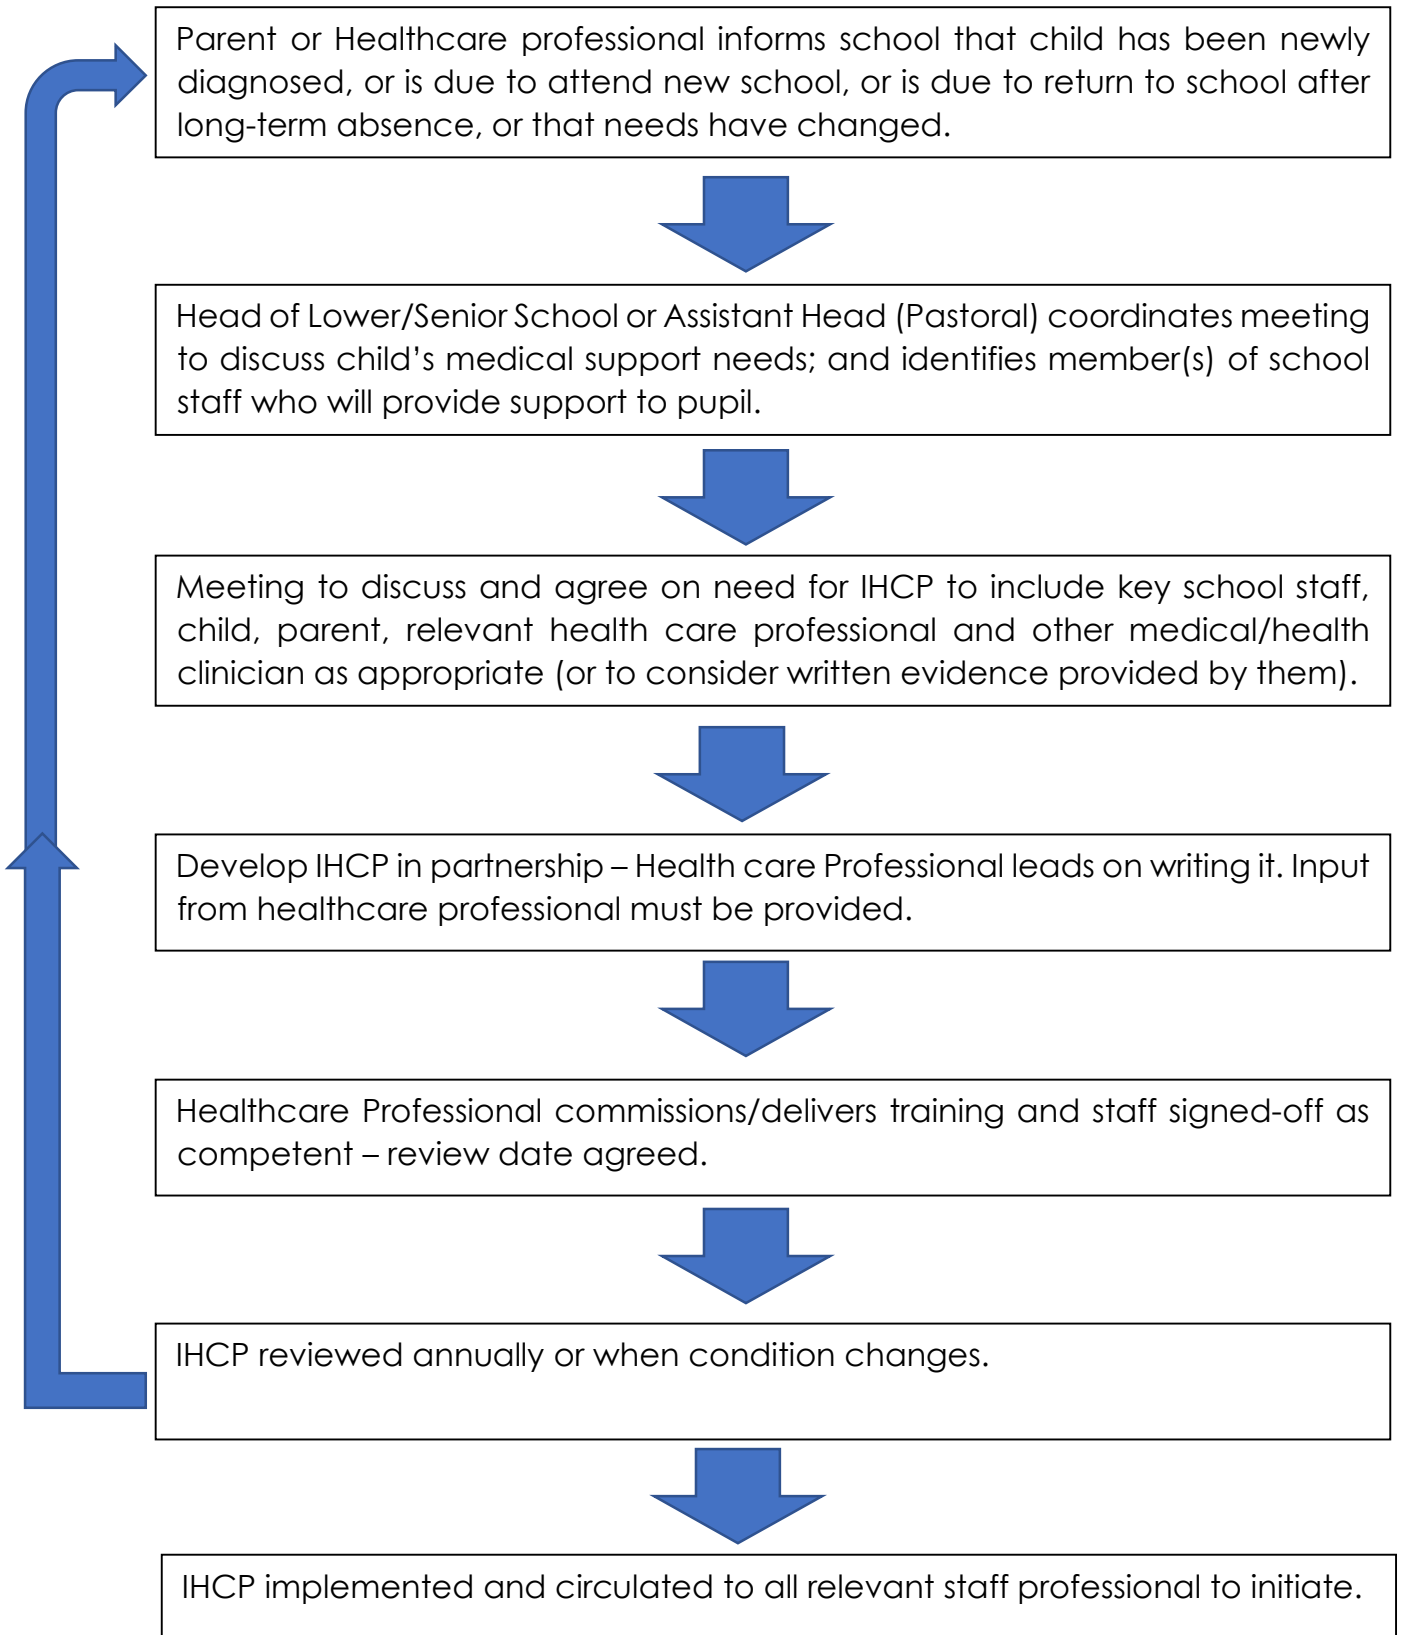 Parent or Healthcare professional informs school that child has been newly
diagnosed, or is due to attend new school, or is due to return to school after
long-term absence, or that needs have changed.
Head of Lower/Senior School or Assistant Head (Pastoral) coordinates meeting
to discuss child’s medical support needs; and identifies member(s) of school
staff who will provide support to pupil.
Meeting to discuss and agree on need for IHCP to include key school staff,
child, parent, relevant health care professional and other medical/health
clinician as appropriate (or to consider written evidence provided by them).
Develop IHCP in partnership – Health care Professional leads on writing it. Input
from healthcare professional must be provided.
Healthcare Professional commissions/delivers training and staff signed-off as
competent – review date agreed.
IHCP reviewed annually or when condition changes.
IHCP implemented and circulated to all relevant staff professional to initiate.